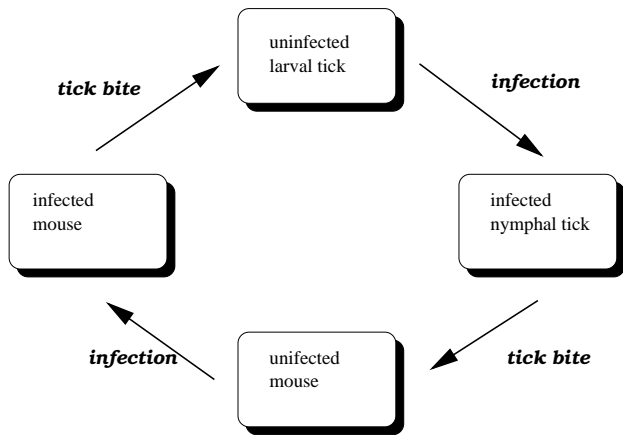 uninfected
larval tick
tick bite
infection
infected
mouse
infected
nymphal tick
infection
unifected
mouse
tick bite